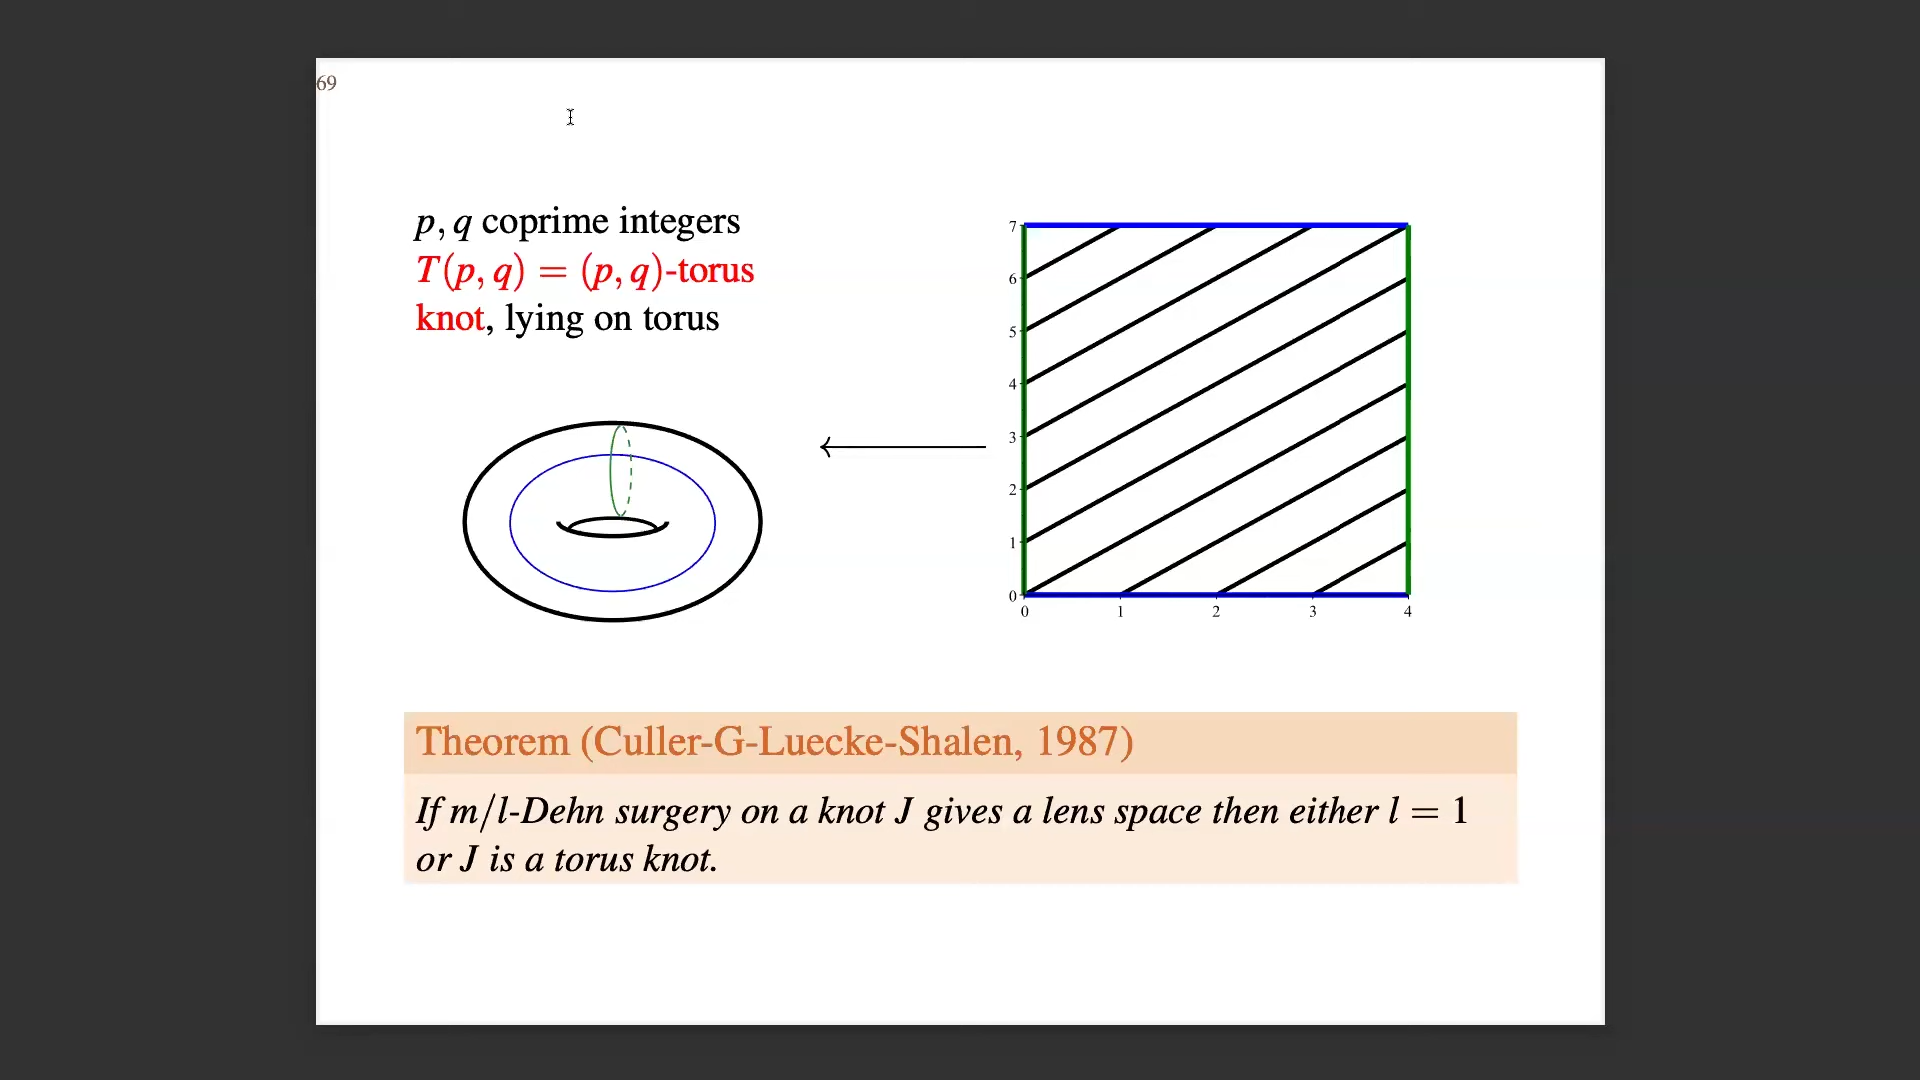 69
p, q coprime integers
T(p, q) = (p, q)-torus
knot, lying on torus
7
6
5
4
3
2
1
0
0 1 2 3 4
Theorem (Culler-G-Luecke-Shalen, 1987)
If m/l-Dehn surgery on a knot J gives a lens space then either l = 1
or J is a torus knot.